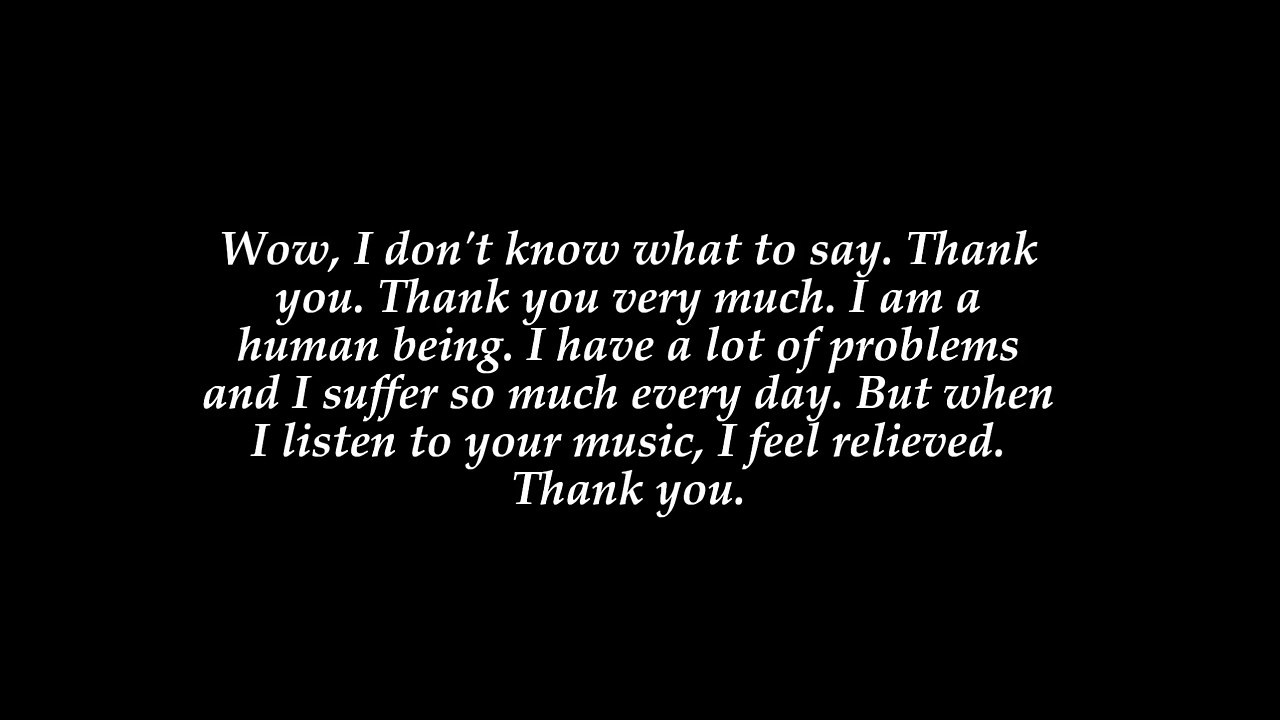 Wow, I don't know what to say. Thank
you. Thank you very much. I am a
human being. I have a lot of problems
and I suffer so much every day. But when
I listen to your music, I feel relieved.
Thank you.